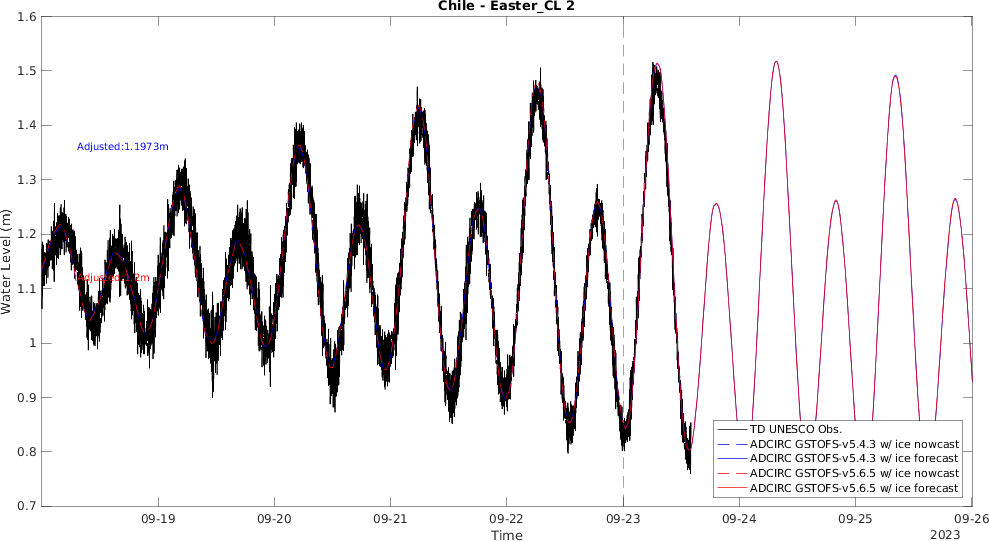 Chile - Easter_CL 2
1.6
1.5
1.4
1.3
1.2
1.1
1
0.9
0.8
0.7
Water Level (m)
Adjusted:1.1973m
TD UNESCO Obs.
ADCIRC GSTOFS-v5.4.3 w/ ice nowcast
ADCIRC GSTOFS-v5.4.3 w/ ice forecast
ADCIRC GSTOFS-v5.6.5 w/ ice nowcast
ADCIRC GSTOFS-v5.6.5 w/ ice forecast
09-19
09-20
09-21
09-22
09-23
09-24
09-25
09-26
Time
2023